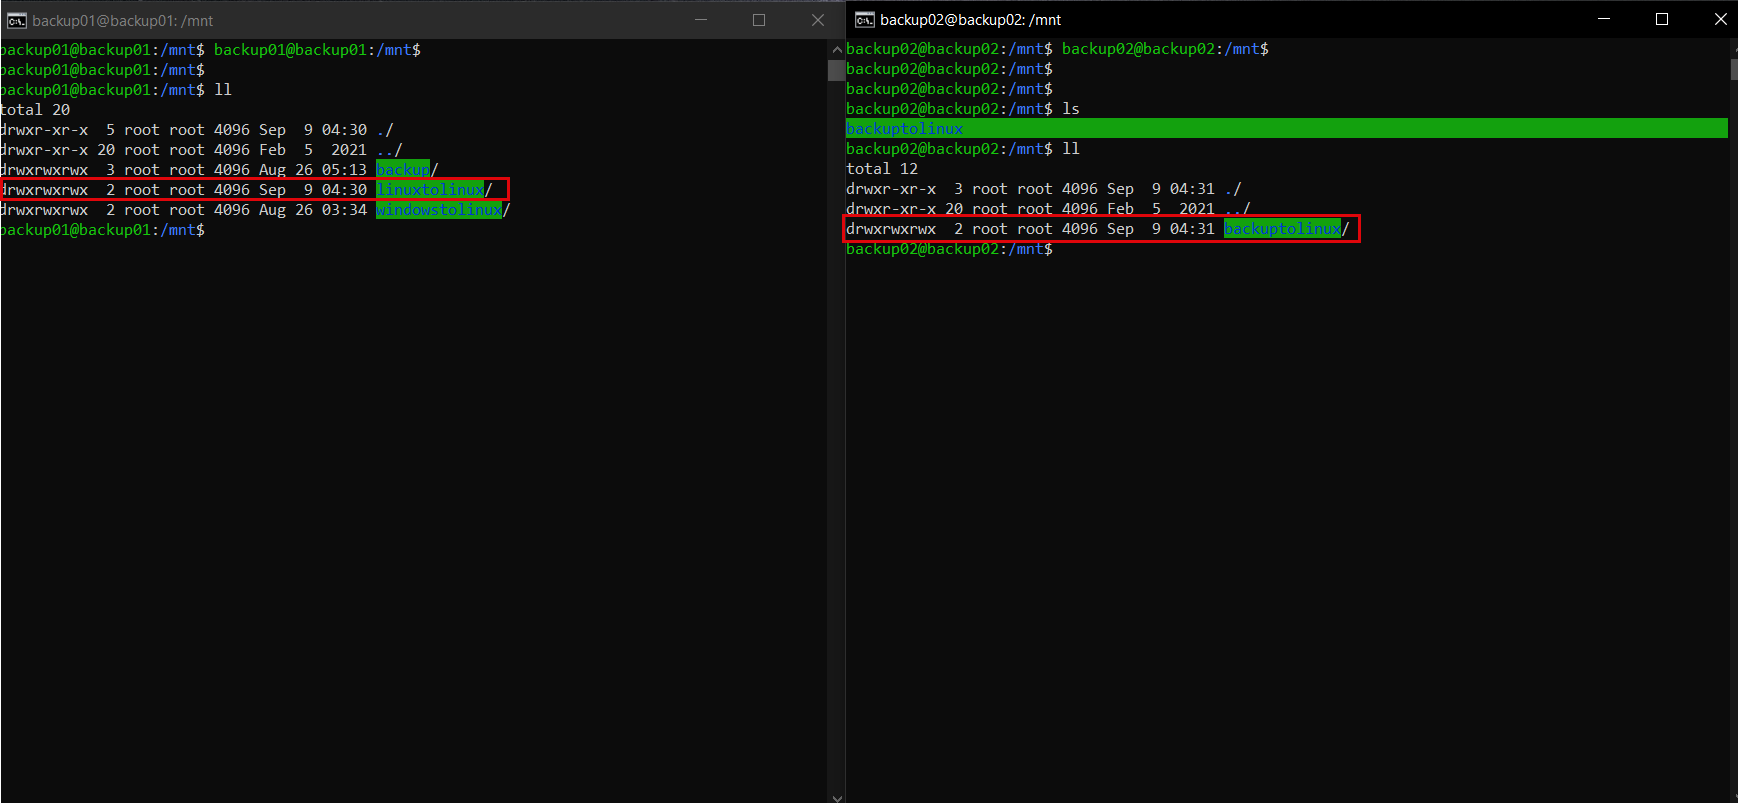 backup01@backup01: /mnt
backup01@backup01:/mnt$ backup01@backup01:/mnt$
backup01@backup01:/mnt$
backup01@backup01:/mnt$ ll
total 20
drwxr-xr-x  5 root root 4096 Sep  9 04:30 ./
drwxr-xr-x 20 root root 4096 Feb  5  2021 ../
drwxrwxrwx  3 root root 4096 Aug 26 05:13 backup/
drwxrwxrwx  2 root root 4096 Sep  9 04:30 linuxtolinux/
drwxrwxrwx  2 root root 4096 Aug 26 03:34 windowstolinux/
backup01@backup01:/mnt$
backup02@backup02: /mnt
backup02@backup02:/mnt$ backup02@backup02:/mnt$
backup02@backup02:/mnt$
backup02@backup02:/mnt$
backup02@backup02:/mnt$ ls
backuptolinux
backup02@backup02:/mnt$ ll
total 12
drwxr-xr-x  3 root root 4096 Sep  9 04:31 ./
drwxr-xr-x 20 root root 4096 Feb  5  2021 ../
drwxrwxrwx  2 root root 4096 Sep  9 04:31 backuptolinux/
backup02@backup02:/mnt$